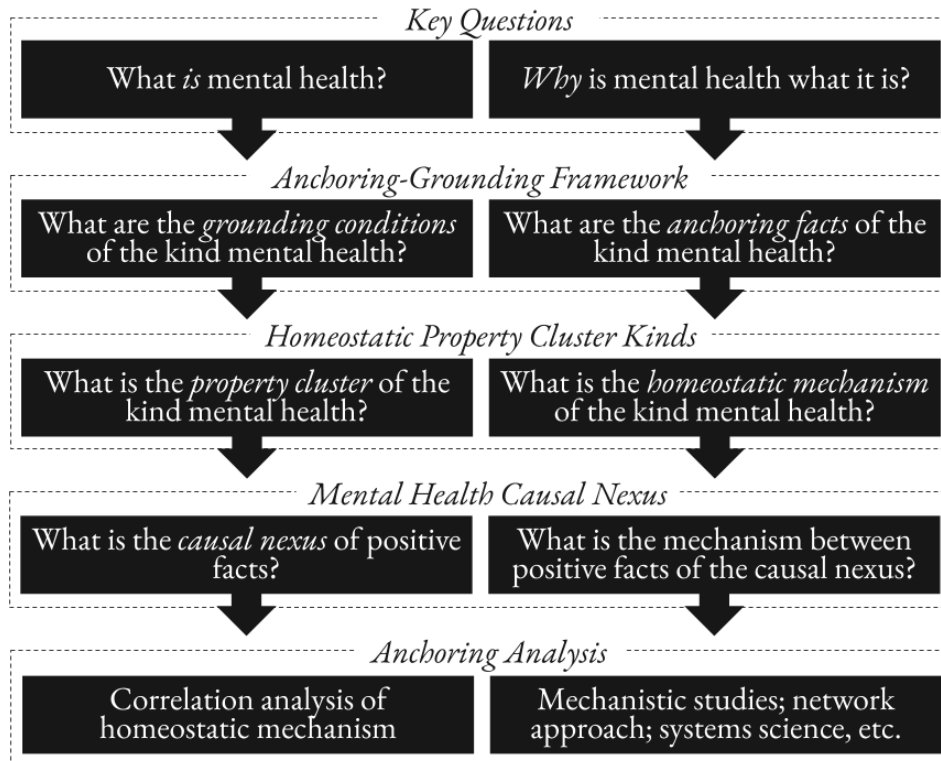 Key Questions
What is mental health?
Why is mental health what it is?
Anchoring-Grounding Framework
What are the grounding conditions
of the kind mental health?
What are the anchoring facts of the
kind mental health?
Homeostatic Property Cluster Kinds
What is the property cluster of the
kind mental health?
What is the homeostatic mechanism
of the kind mental health?
Mental Health Causal Nexus
What is the causal nexus of positive
facts?
What is the mechanism between
positive facts of the causal nexus?
Anchoring Analysis
Correlation analysis of
homeostatic mechanism
Mechanistic studies; network
approach; systems science, etc.